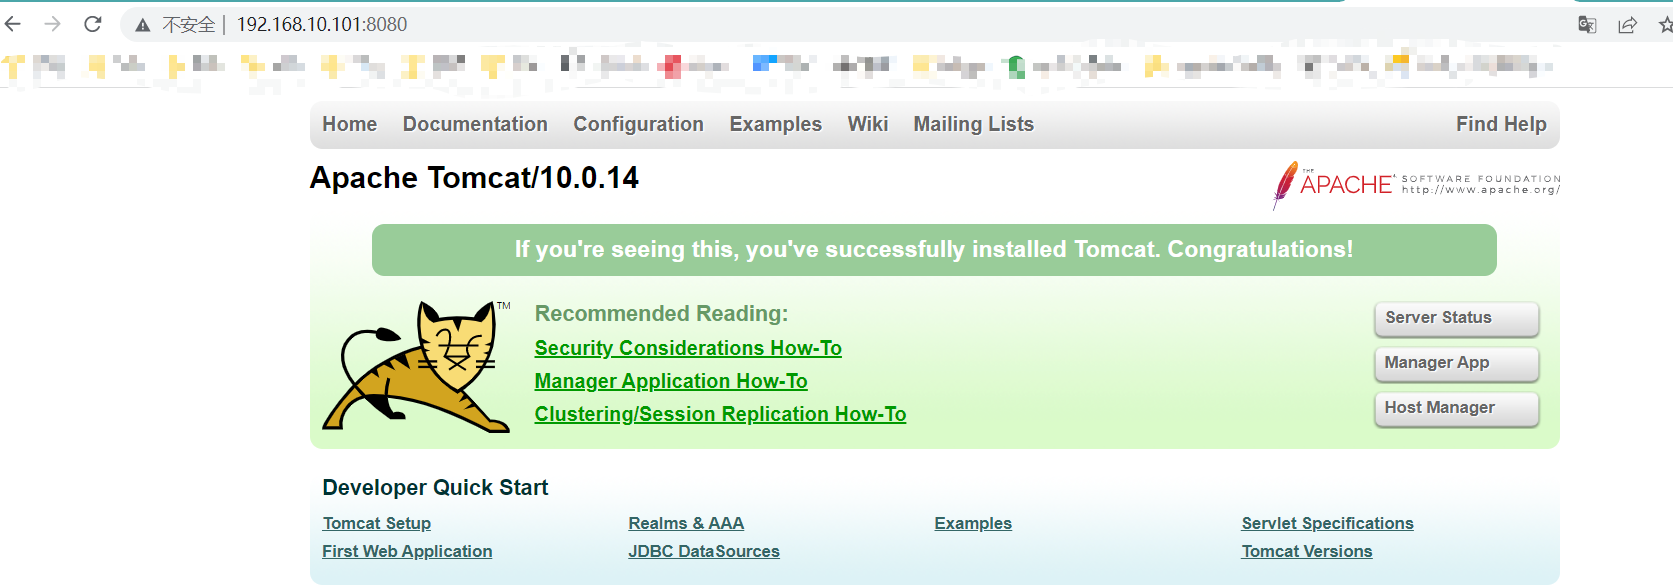 不安全 | 192.168.10.101:8080
Home Documentation Configuration Examples Wiki Mailing Lists Find Help
Apache Tomcat/10.0.14
THE APACHE SOFTWARE FOUNDATION
http://www.apache.org/
If you're seeing this, you've successfully installed Tomcat. Congratulations!
TM
Recommended Reading:
Security Considerations How-To
Manager Application How-To
Clustering/Session Replication How-To
Server Status
Manager App
Host Manager
Developer Quick Start
Tomcat Setup Realms & AAA Examples Servlet Specifications
First Web Application JDBC DataSources Tomcat Versions